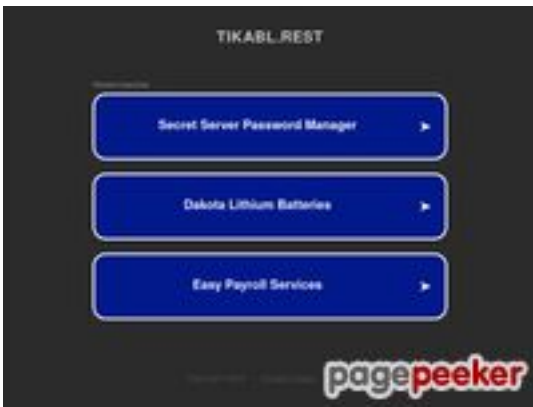 TIKABL.REST
Secret Server Password Manager
Dakota Lithium Batteries
Easy Payroll Services
pagepeeker